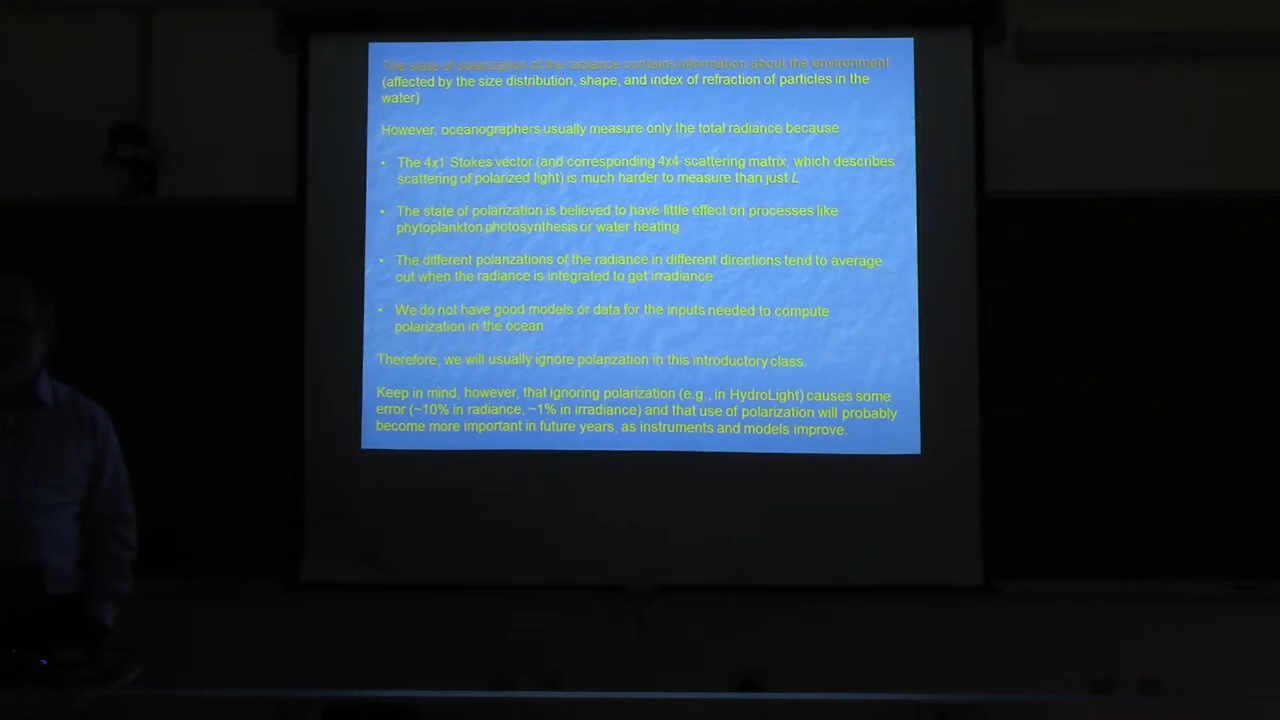 The state of polarization of the radiance contains information about the environment
(affected by the size distribution, shape, and index of refraction of particles in the
water)
However, oceanographers usually measure only the total radiance because
• The 4x1 Stokes vector (and corresponding 4x4 scattering matrix, which describes
scattering of polarized light) is much harder to measure than just L
• The state of polarization is believed to have little effect on processes like
phytoplankton photosynthesis or water heating
• The different polarizations of the radiance in different directions tend to average
out when the radiance is integrated to get irradiance
• We do not have good models or data for the inputs needed to compute
polarization in the ocean
Therefore, we will usually ignore polarization in this introductory class.
Keep in mind, however, that ignoring polarization (e.g., in HydroLight) causes some
error (~10% in radiance, ~1% in irradiance) and that use of polarization will probably
become more important in future years, as instruments and models improve.